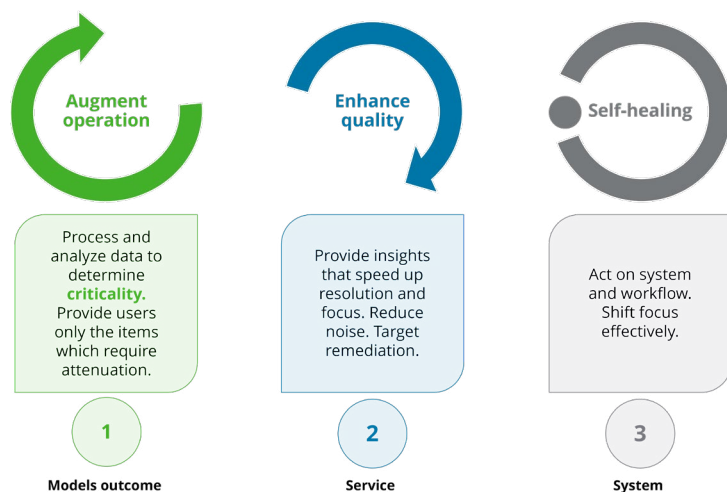 Augment
operation
Process and
analyze data to
determine
criticality.
Provide users
only the items
which require
attenuation.
1
Models outcome
Enhance
quality
Provide insights
that speed up
resolution and
focus. Reduce
noise. Target
remediation.
2
Service
Self-healing
Act on system
and workflow.
Shift focus
effectively.
3
System